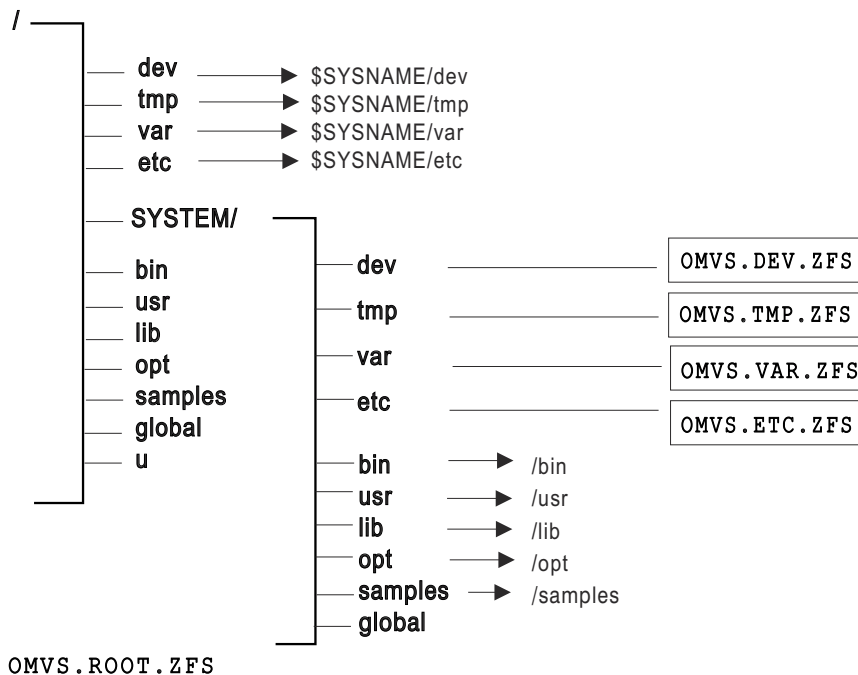 /
dev $SYSNAME/dev
tmp $SYSNAME/tmp
var $SYSNAME/var
etc $SYSNAME/etc
SYSTEM/
bin
usr
lib
opt
samples
global
u
dev OMVS.DEV.ZFS
tmp OMVS.TMP.ZFS
var OMVS.VAR.ZFS
etc OMVS.ETC.ZFS
bin /bin
usr /usr
lib /lib
opt /opt
samples /samples
global
OMVS.ROOT.ZFS